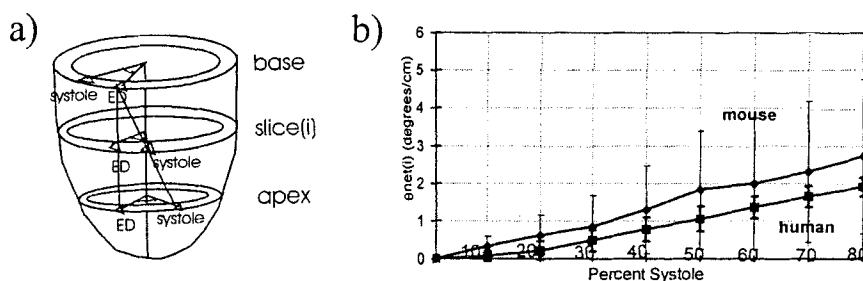 a)
base
systole
ED
slice(i)
ED
systole
apex
ED
systole
b)
θnet(i) (degrees/cm)
6
5
4
3
2
1
0
mouse
human
10 20 30 40 50 60 70 80
Percent Systole